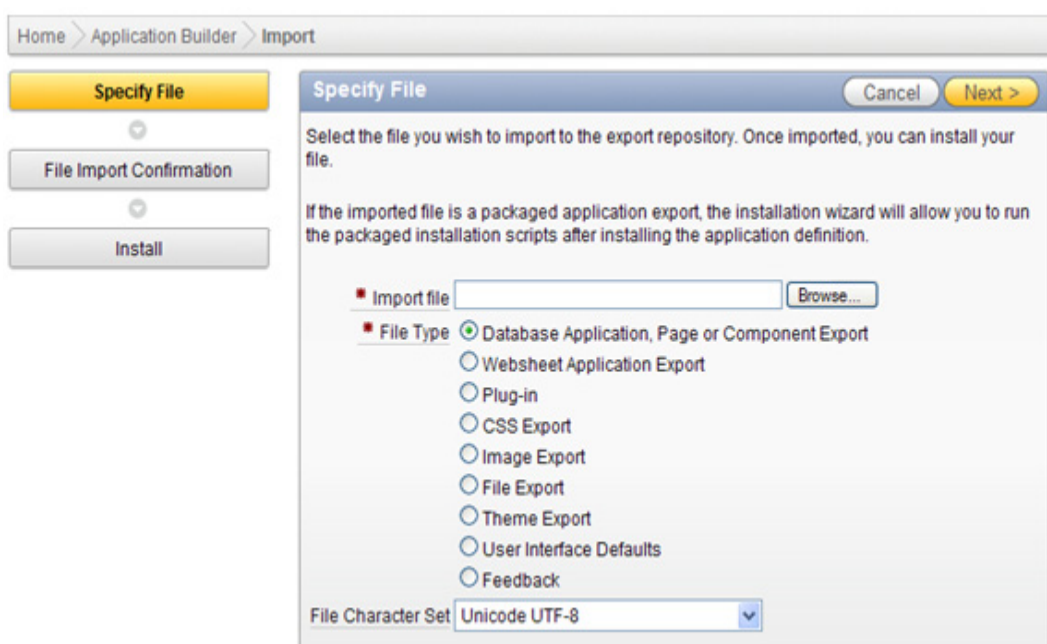 Home Application Builder Import
Specify File
File Import Confirmation
Install
Specify File
Cancel
Next >
Select the file you wish to import to the export repository. Once imported, you can install your
file.
If the imported file is a packaged application export, the installation wizard will allow you to run
the packaged installation scripts after installing the application definition.
Import file
Browse...
File Type
Database Application, Page or Component Export
Websheet Application Export
Plug-in
CSS Export
Image Export
File Export
Theme Export
User Interface Defaults
Feedback
File Character Set Unicode UTF-8